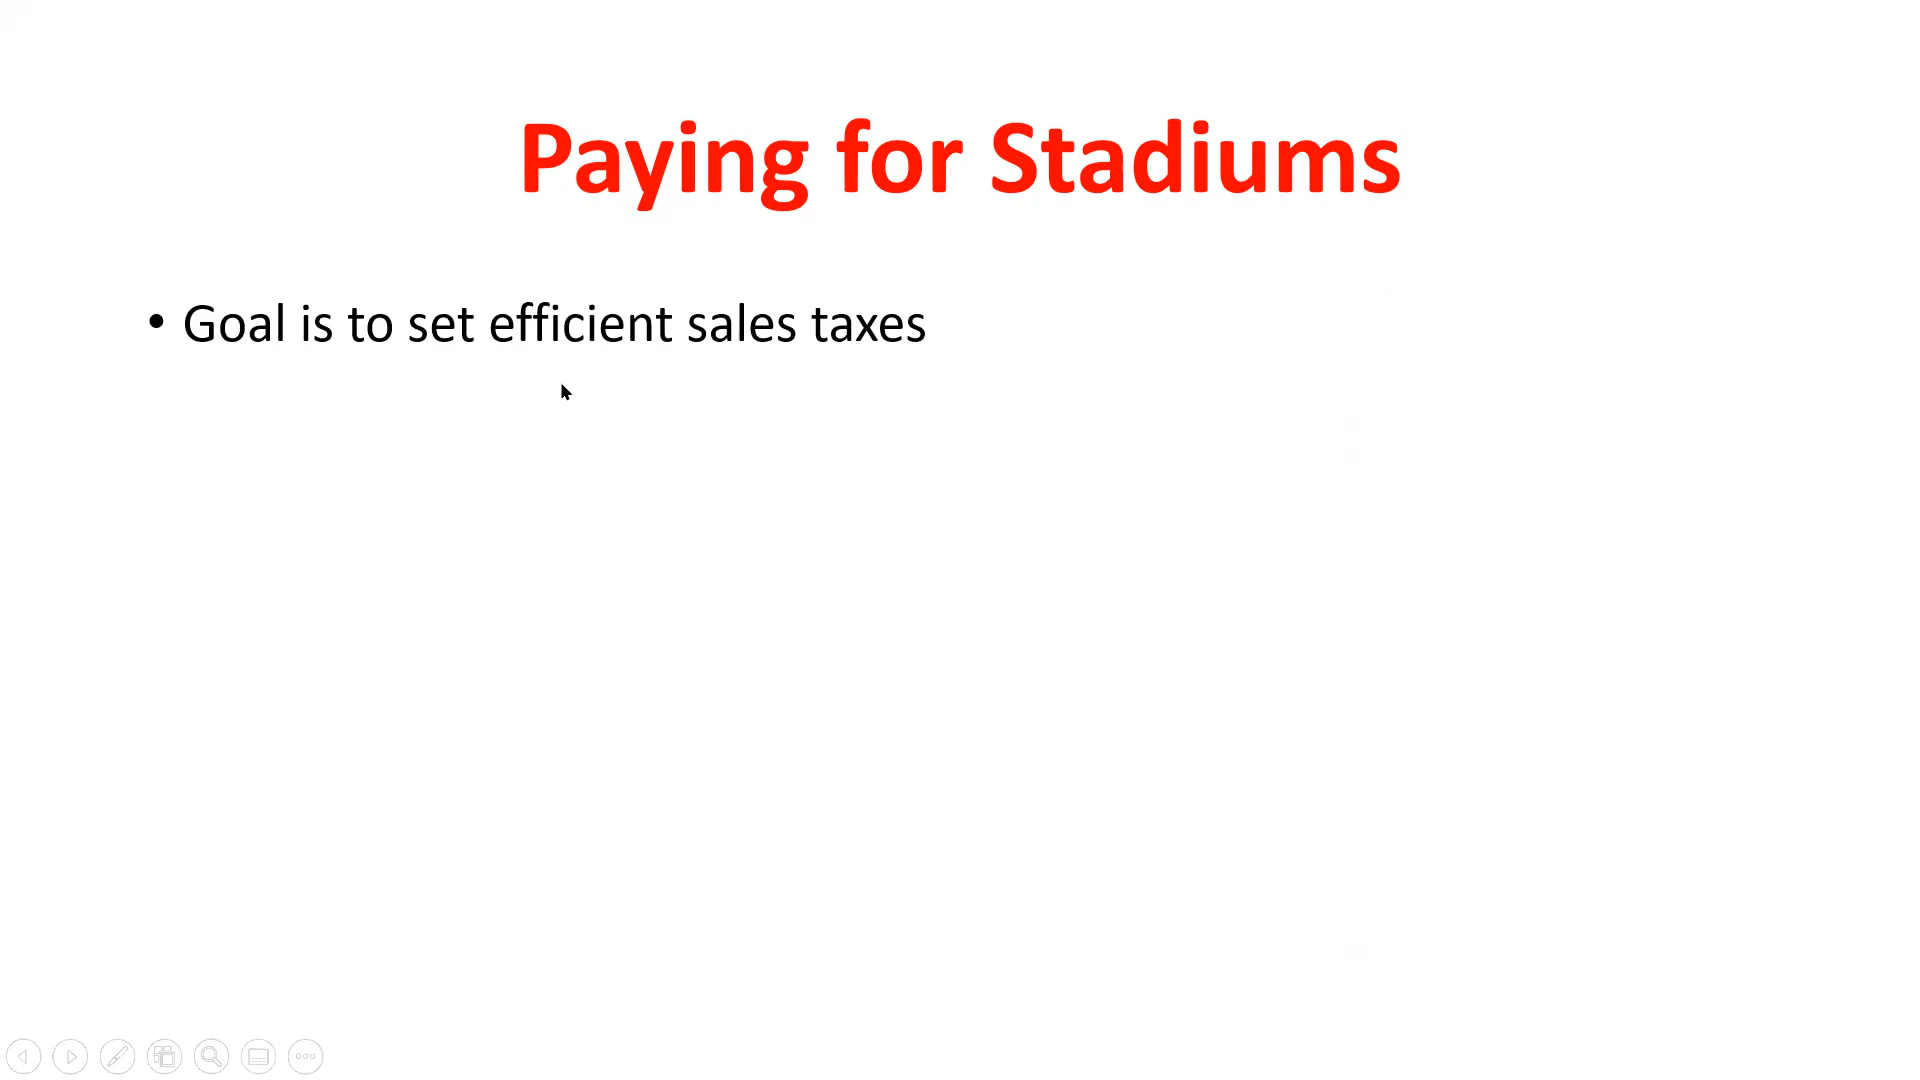 Paying for Stadiums
• Goal is to set efficient sales taxes